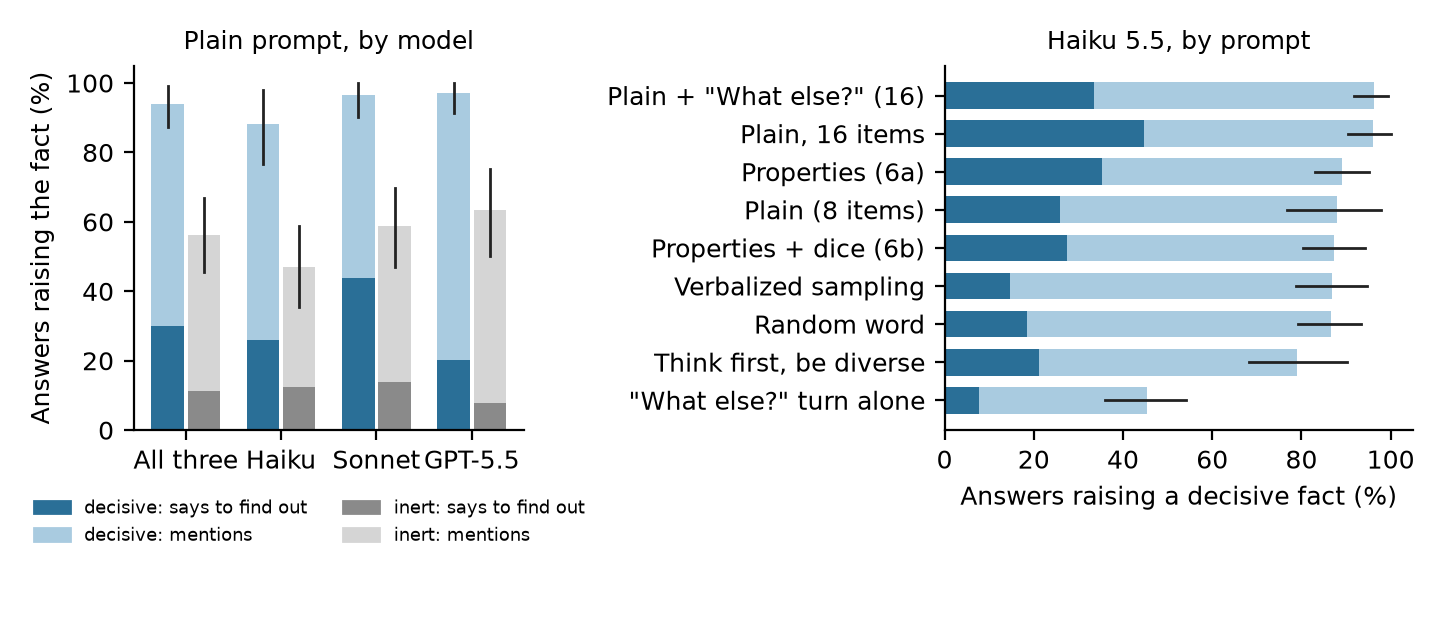 Plain prompt, by model
Answers raising the fact (%)
100
80
60
40
20
0
All three Haiku Sonnet GPT-5.5
decisive: says to find out
decisive: mentions
inert: says to find out
inert: mentions
Haiku 5.5, by prompt
Plain + "What else?" (16)
Plain, 16 items
Properties (6a)
Plain (8 items)
Properties + dice (6b)
Verbalized sampling
Random word
Think first, be diverse
"What else?" turn alone
0 20 40 60 80 100
Answers raising a decisive fact (%)